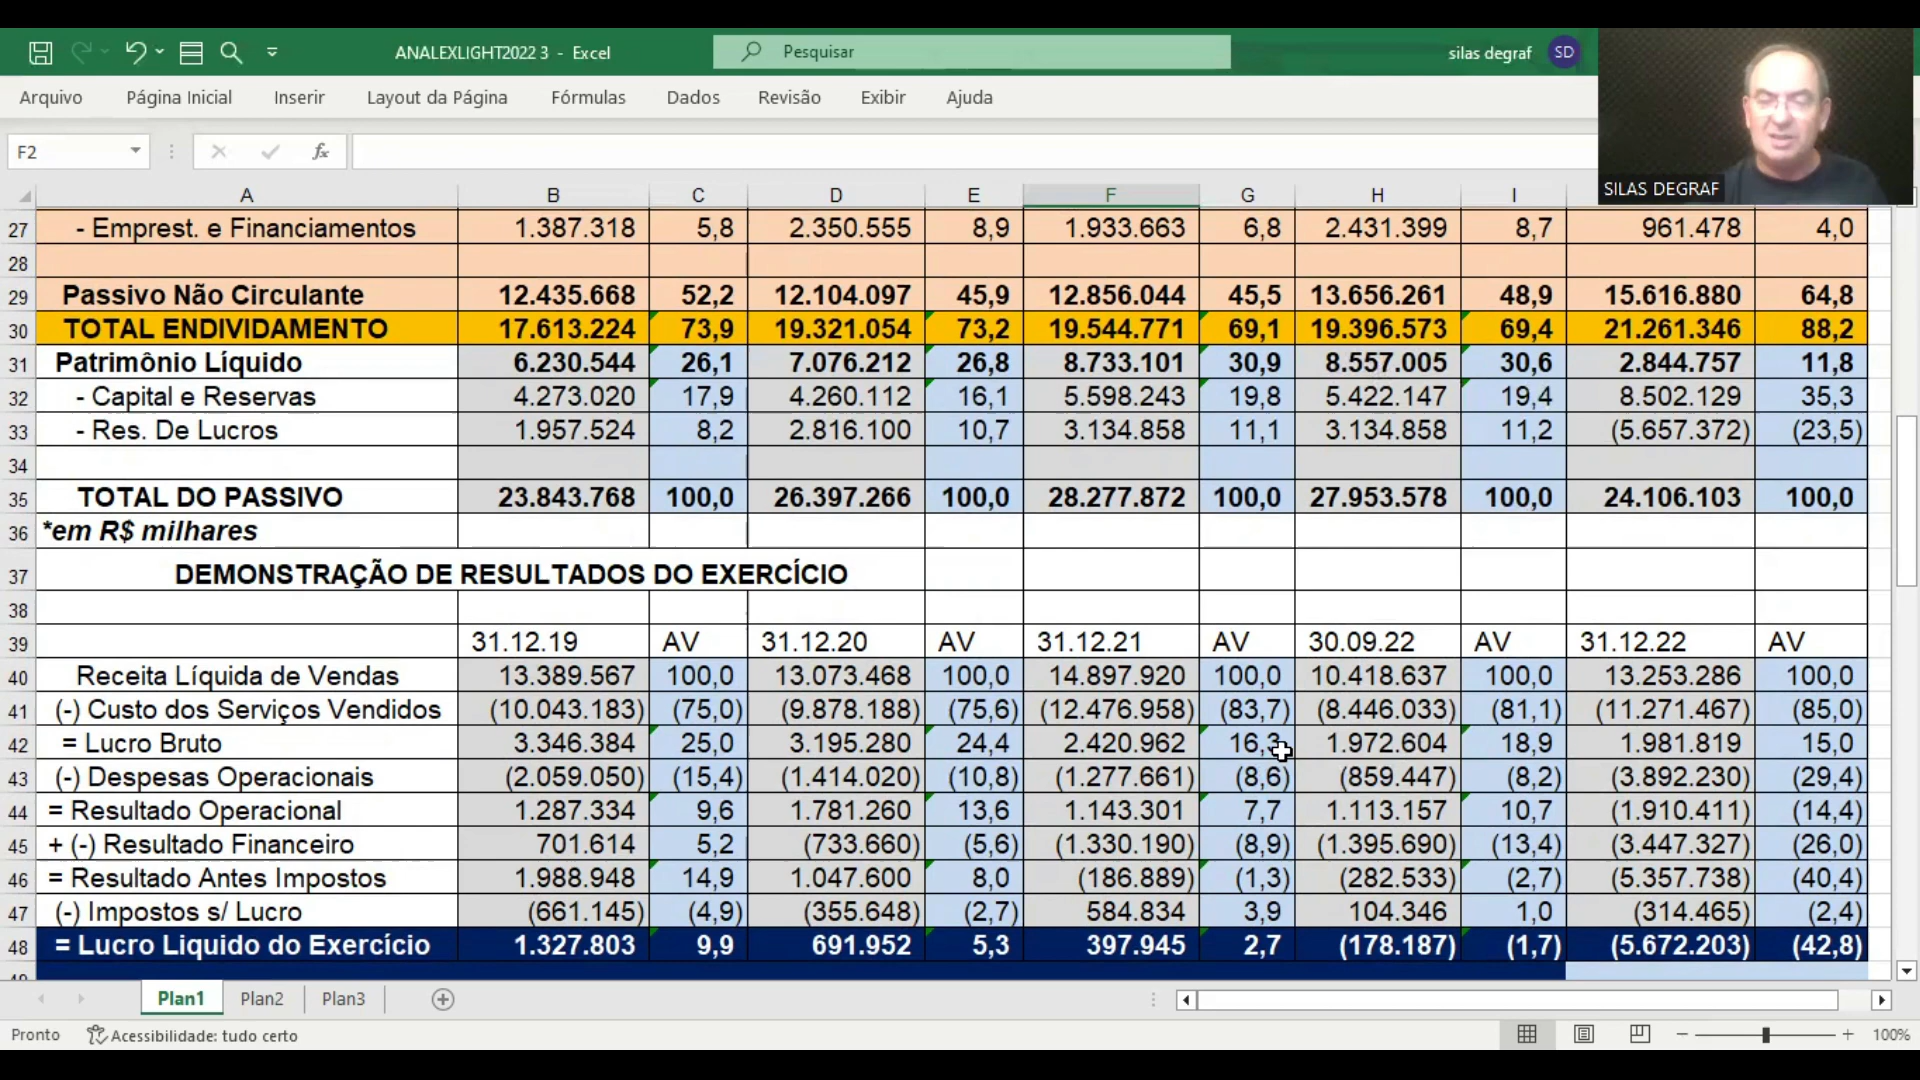 ANALEXLIGHT2022 3 - Excel Pesquisar silas degraf SD
Arquivo Página Inicial Inserir Layout da Página Fórmulas Dados Revisão Exibir Ajuda
F2 fx
SILAS DEGRAF
A B C D E F G H I
27 - Emprest. e Financiamentos 1.387.318 5,8 2.350.555 8,9 1.933.663 6,8 2.431.399 8,7 961.478 4,0
28
29 Passivo Não Circulante 12.435.668 52,2 12.104.097 45,9 12.856.044 45,5 13.656.261 48,9 15.616.880 64,8
30 TOTAL ENDIVIDAMENTO 17.613.224 73,9 19.321.054 73,2 19.544.771 69,1 19.396.573 69,4 21.261.346 88,2
31 Patrimônio Líquido 6.230.544 26,1 7.076.212 26,8 8.733.101 30,9 8.557.005 30,6 2.844.757 11,8
32 - Capital e Reservas 4.273.020 17,9 4.260.112 16,1 5.598.243 19,8 5.422.147 19,4 8.502.129 35,3
33 - Res. De Lucros 1.957.524 8,2 2.816.100 10,7 3.134.858 11,1 3.134.858 11,2 (5.657.372) (23,5)
34
35 TOTAL DO PASSIVO 23.843.768 100,0 26.397.266 100,0 28.277.872 100,0 27.953.578 100,0 24.106.103 100,0
36 *em R$ milhares
37 DEMONSTRAÇÃO DE RESULTADOS DO EXERCÍCIO
38
39 31.12.19 AV 31.12.20 AV 31.12.21 AV 30.09.22 AV 31.12.22 AV
40 Receita Líquida de Vendas 13.389.567 100,0 13.073.468 100,0 14.897.920 100,0 10.418.637 100,0 13.253.286 100,0
41 (-) Custo dos Serviços Vendidos (10.043.183) (75,0) (9.878.188) (75,6) (12.476.958) (83,7) (8.446.033) (81,1) (11.271.467) (85,0)
42 = Lucro Bruto 3.346.384 25,0 3.195.280 24,4 2.420.962 16,3 1.972.604 18,9 1.981.819 15,0
43 (-) Despesas Operacionais (2.059.050) (15,4) (1.414.020) (10,8) (1.277.661) (8,6) (859.447) (8,2) (3.892.230) (29,4)
44 = Resultado Operacional 1.287.334 9,6 1.781.260 13,6 1.143.301 7,7 1.113.157 10,7 (1.910.411) (14,4)
45 + (-) Resultado Financeiro 701.614 5,2 (733.660) (5,6) (1.330.190) (8,9) (1.395.690) (13,4) (3.447.327) (26,0)
46 = Resultado Antes Impostos 1.988.948 14,9 1.047.600 8,0 (186.889) (1,3) (282.533) (2,7) (5.357.738) (40,4)
47 (-) Impostos s/ Lucro (661.145) (4,9) (355.648) (2,7) 584.834 3,9 104.346 1,0 (314.465) (2,4)
48 = Lucro Liquido do Exercício 1.327.803 9,9 691.952 5,3 397.945 2,7 (178.187) (1,7) (5.672.203) (42,8)
Plan1 Plan2 Plan3
Pronto Acessibilidade: tudo certo 100%